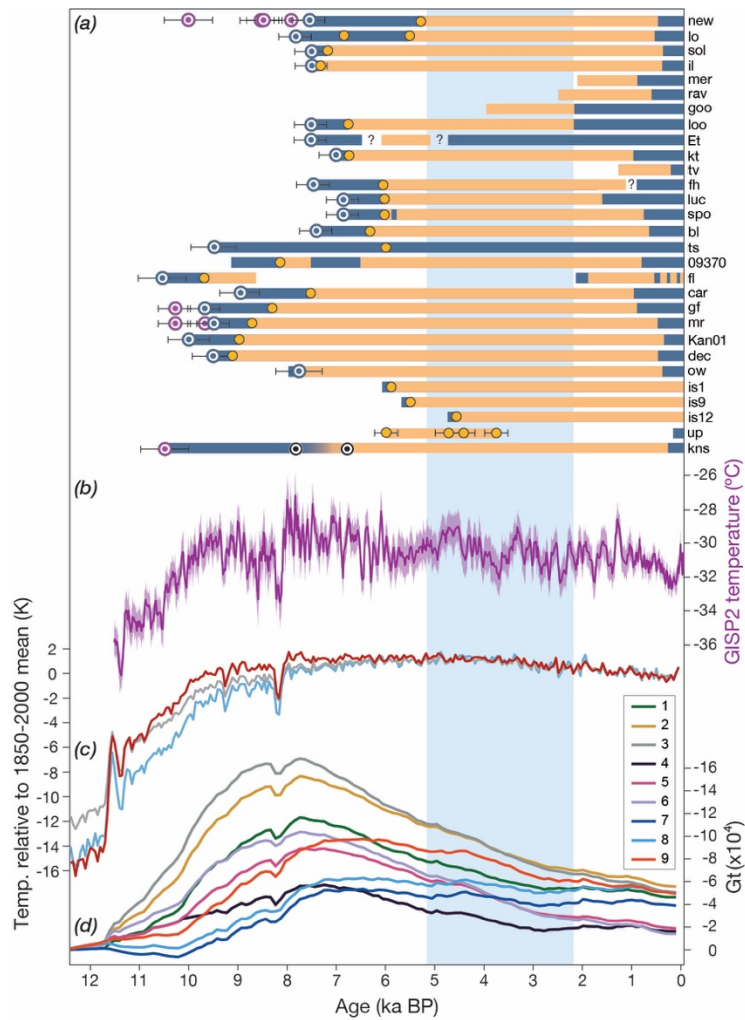 (a)
new
lo
sol
il
mer
rav
goo
loo
? ? Et
kt
tv
? fh
luc
spo
bl
ts
09370
fl
car
gf
mr
Kan01
dec
ow
is1
is9
is12
up
kns
(b)
-26
-28
-30
-32
-34
-36
GISP2 temperature (ºC)
2
0
-2
-4
-6
-8
-10
-12
-14
-16
Temp. relative to 1850-2000 mean (K)
(c)
1
2
3
4
5
6
7
8
9
-16
-14
-12
-10
-8
-6
-4
-2
0
Gt (x10⁴)
(d)
12 11 10 9 8 7 6 5 4 3 2 1 0
Age (ka BP)